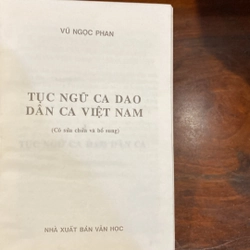 VŨ NGỌC PHAN
TỤC NGỮ CA DAO
DÂN CA VIỆT NAM
(Có sửa chữa và bổ sung)
NHÀ XUẤT BẢN VĂN HỌC